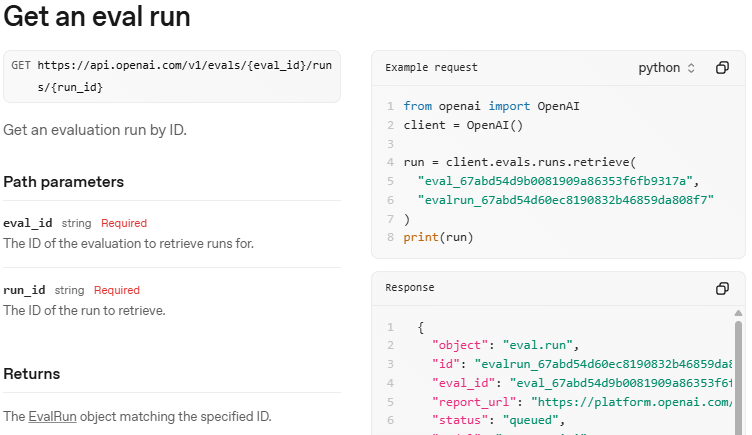 Get an eval run
GET https://api.openai.com/v1/evals/{eval_id}/run
s/{run_id}
Get an evaluation run by ID.
Path parameters
eval_id string Required
The ID of the evaluation to retrieve runs for.
run_id string Required
The ID of the run to retrieve.
Returns
The EvalRun object matching the specified ID.
Example request
python
1 from openai import OpenAI
2 client = OpenAI()
3
4 run = client.evals.runs.retrieve(
5 "eval_67abd54d9b0081909a86353f6fb9317a",
6 "evalrun_67abd54d60ec8190832b46859da808f7"
7 )
8 print(run)
Response
1 {
2 "object": "eval.run",
3 "id": "evalrun_67abd54d60ec8190832b46859da8
4 "eval_id": "eval_67abd54d9b0081909a86353f6f
5 "report_url": "https://platform.openai.com/
6 "status": "queued",